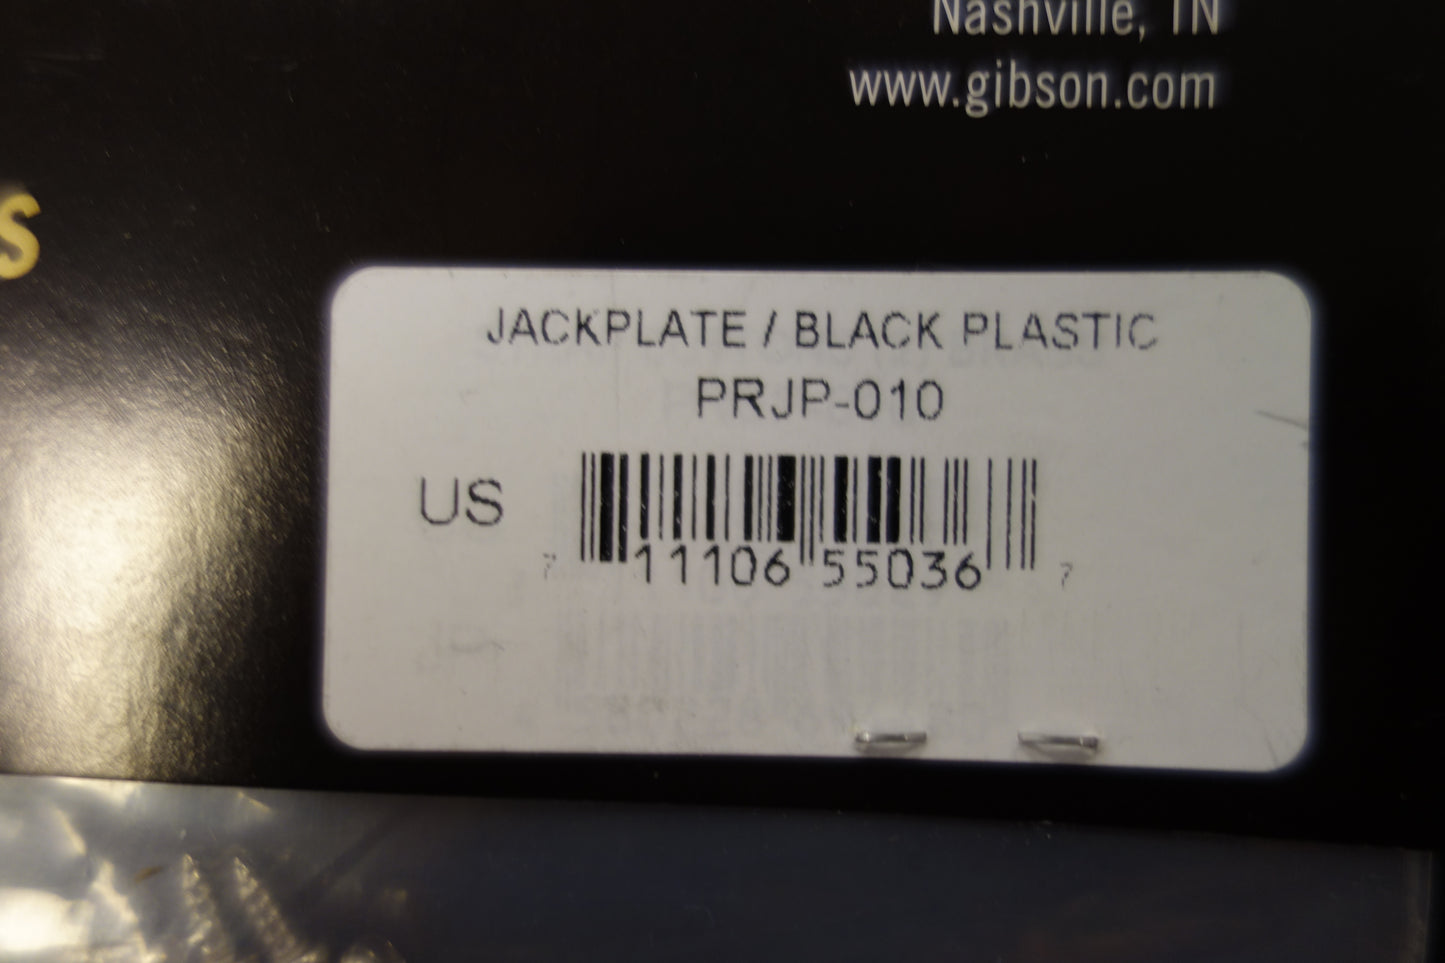 Nashville, TN
www.gibson.com
s
JACKPLATE / BLACK PLASTIC
PRJP-010
US
7 11106 55036 7